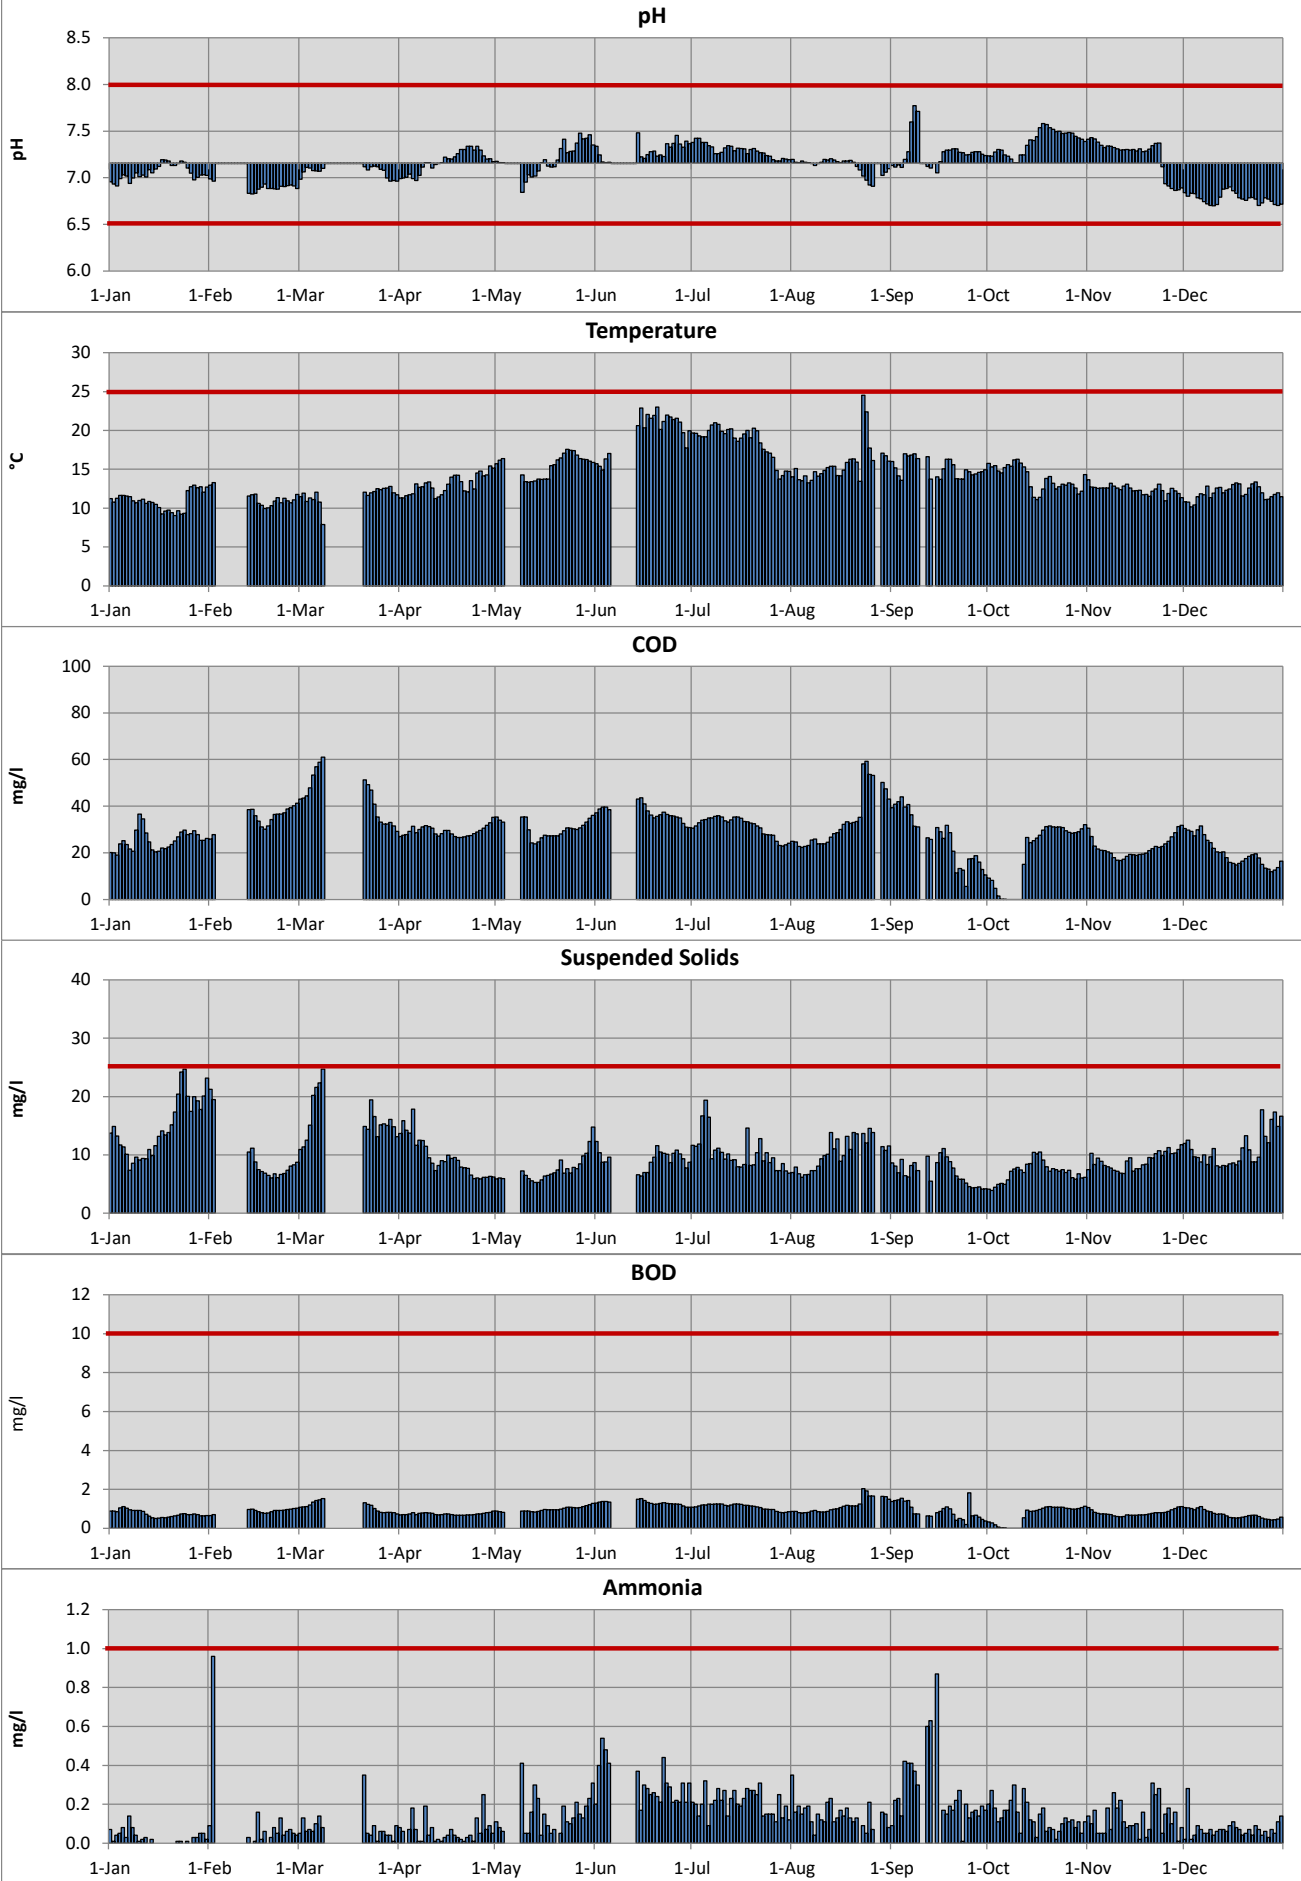 pH
8.5
8.0
7.5
7.0
6.5
6.0
pH
1-Jan 1-Feb 1-Mar 1-Apr 1-May 1-Jun 1-Jul 1-Aug 1-Sep 1-Oct 1-Nov 1-Dec
Temperature
30
25
20
15
10
5
0
°C
1-Jan 1-Feb 1-Mar 1-Apr 1-May 1-Jun 1-Jul 1-Aug 1-Sep 1-Oct 1-Nov 1-Dec
COD
100
80
60
40
20
0
mg/l
1-Jan 1-Feb 1-Mar 1-Apr 1-May 1-Jun 1-Jul 1-Aug 1-Sep 1-Oct 1-Nov 1-Dec
Suspended Solids
40
30
20
10
0
mg/l
1-Jan 1-Feb 1-Mar 1-Apr 1-May 1-Jun 1-Jul 1-Aug 1-Sep 1-Oct 1-Nov 1-Dec
BOD
12
10
8
6
4
2
0
mg/l
1-Jan 1-Feb 1-Mar 1-Apr 1-May 1-Jun 1-Jul 1-Aug 1-Sep 1-Oct 1-Nov 1-Dec
Ammonia
1.2
1.0
0.8
0.6
0.4
0.2
0.0
mg/l
1-Jan 1-Feb 1-Mar 1-Apr 1-May 1-Jun 1-Jul 1-Aug 1-Sep 1-Oct 1-Nov 1-Dec